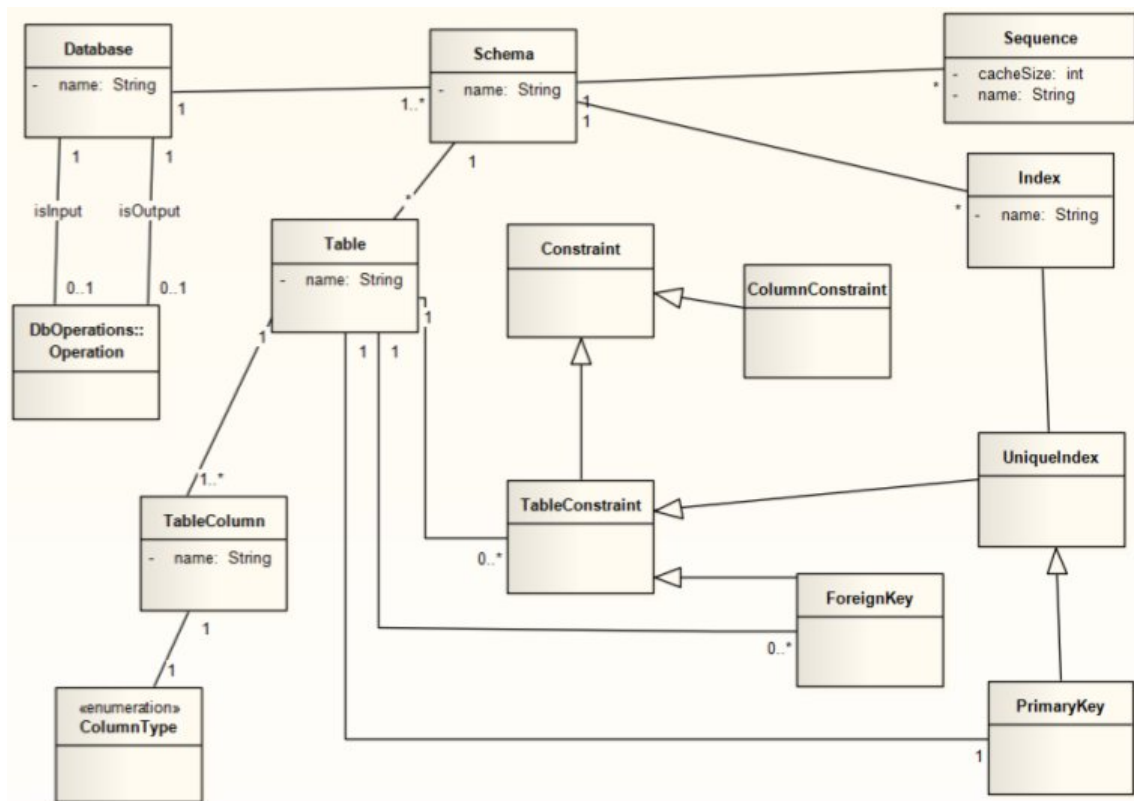 Database
- name: String
Schema
- name: String
Sequence
- cacheSize: int
- name: String
1
1..*
1
*
1
*
1
1
1
*
isInput
isOutput
0..1
0..1
Index
- name: String
DbOperations::
Operation
Table
- name: String
Constraint
ColumnConstraint
1
1
1
1
1..*
TableColumn
- name: String
TableConstraint
0..*
UniqueIndex
ForeignKey
0..*
1
1
«enumeration»
ColumnType
PrimaryKey
1